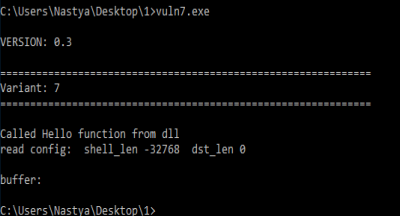 C:\Users\Nastya\Desktop\1>vuln7.exe
VERSION: 0.3
==============================================================
Variant: 7
==============================================================
Called Hello function from dll
read config:  shell_len -32768  dst_len 0
buffer:
C:\Users\Nastya\Desktop\1>